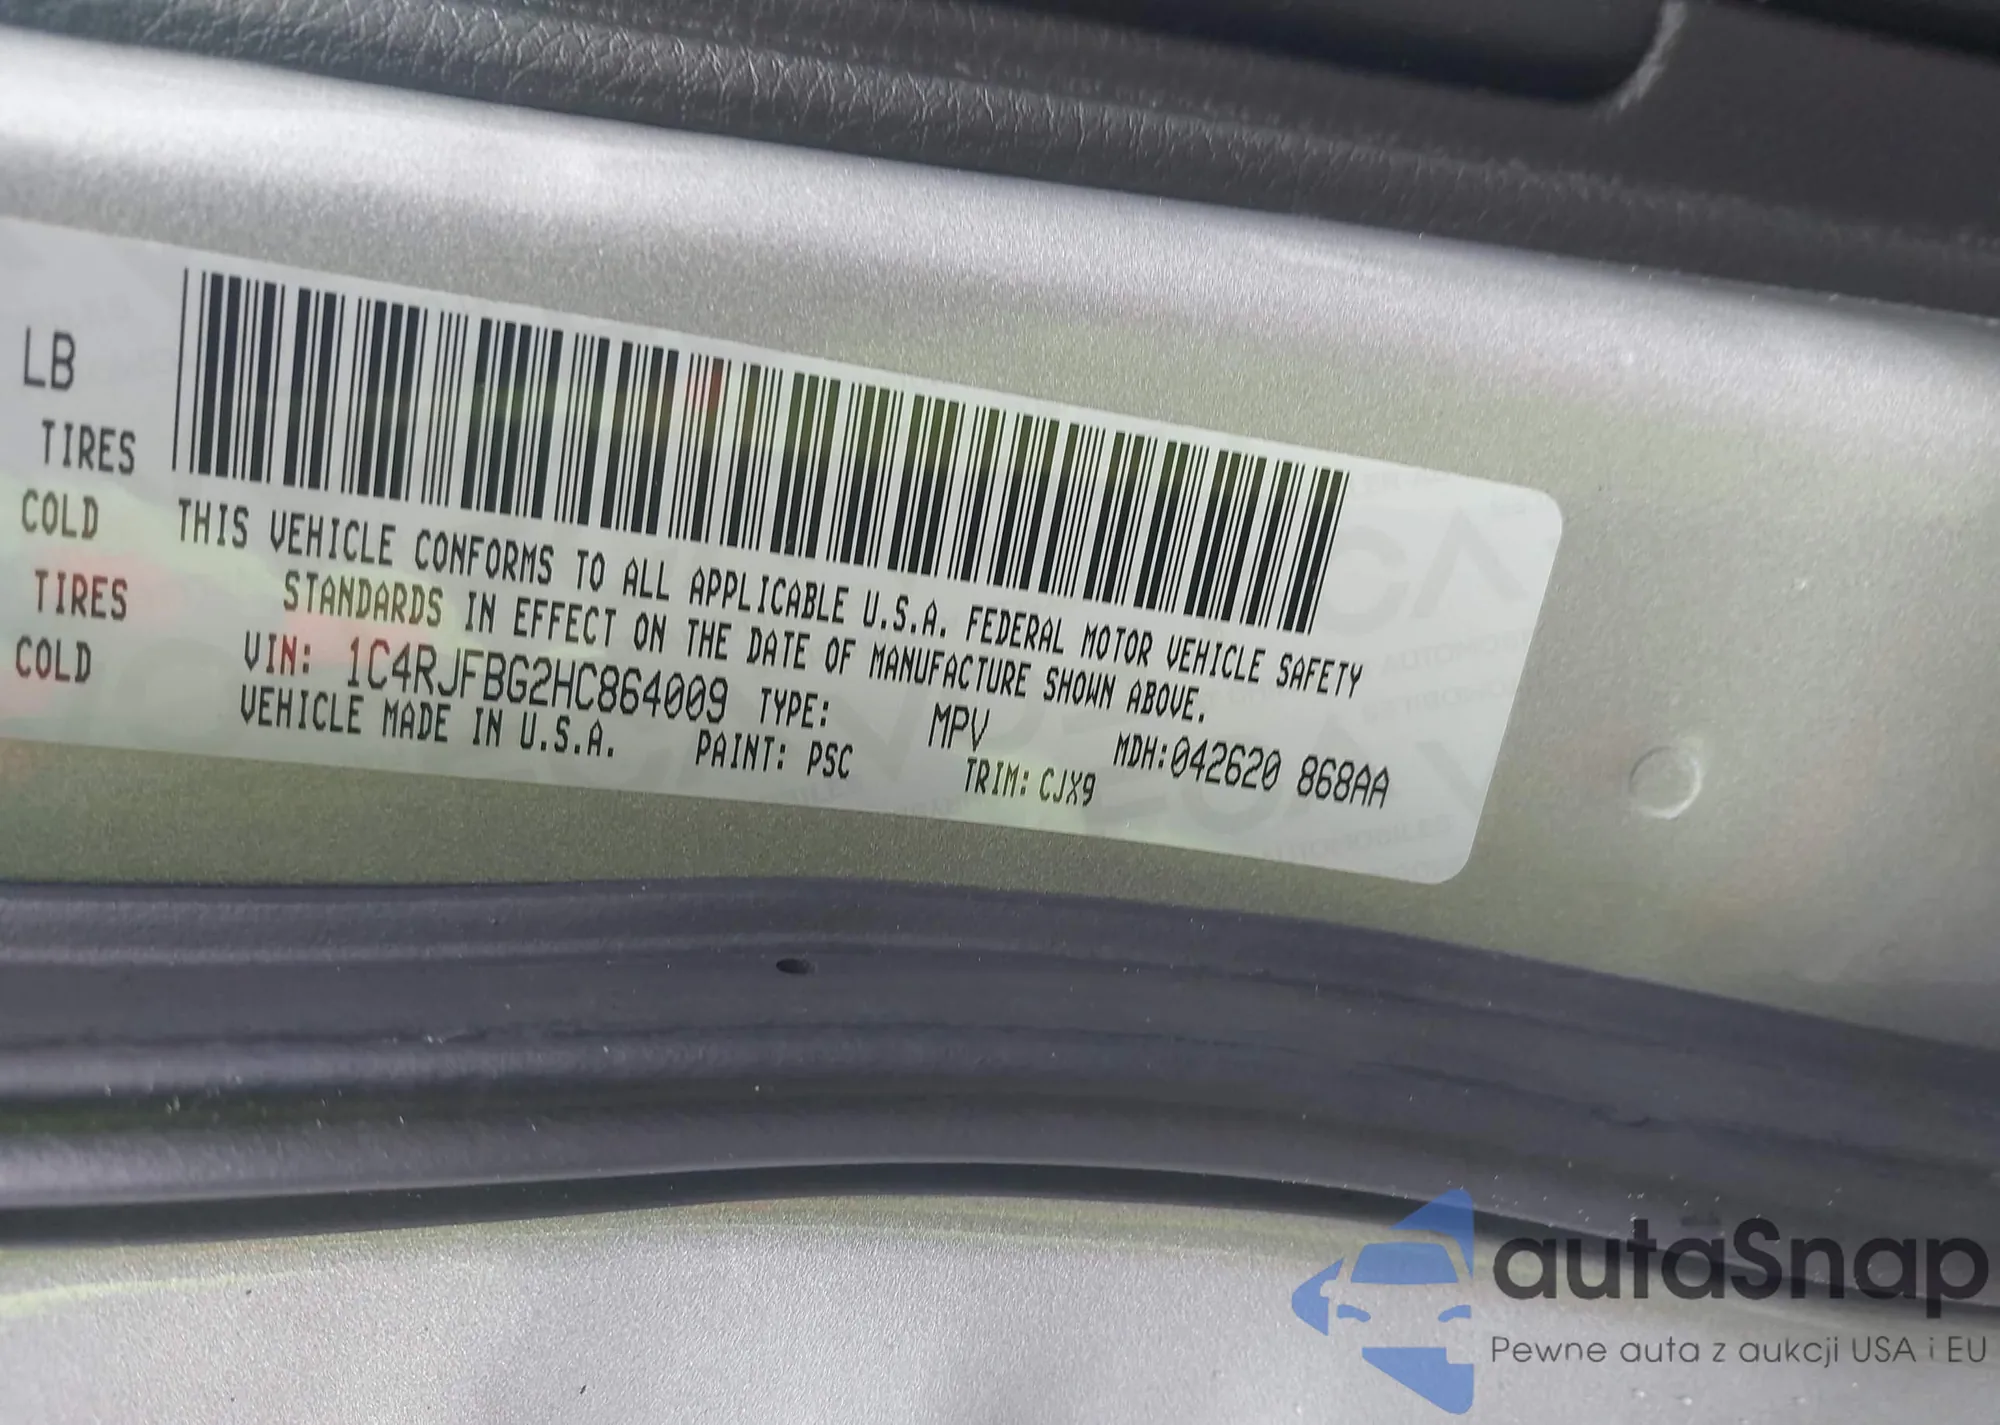 LB
TIRES
COLD
TIRES
COLD
THIS VEHICLE CONFORMS TO ALL APPLICABLE U.S.A. FEDERAL MOTOR VEHICLE SAFETY
STANDARDS IN EFFECT ON THE DATE OF MANUFACTURE SHOWN ABOVE.
VIN: 1C4RJFBG2HC864009 TYPE: MPV MDH:042620 868AA
VEHICLE MADE IN U.S.A. PAINT: PSC TRIM: CJX9
autaSnap
Pewne auta z aukcji USA i EU